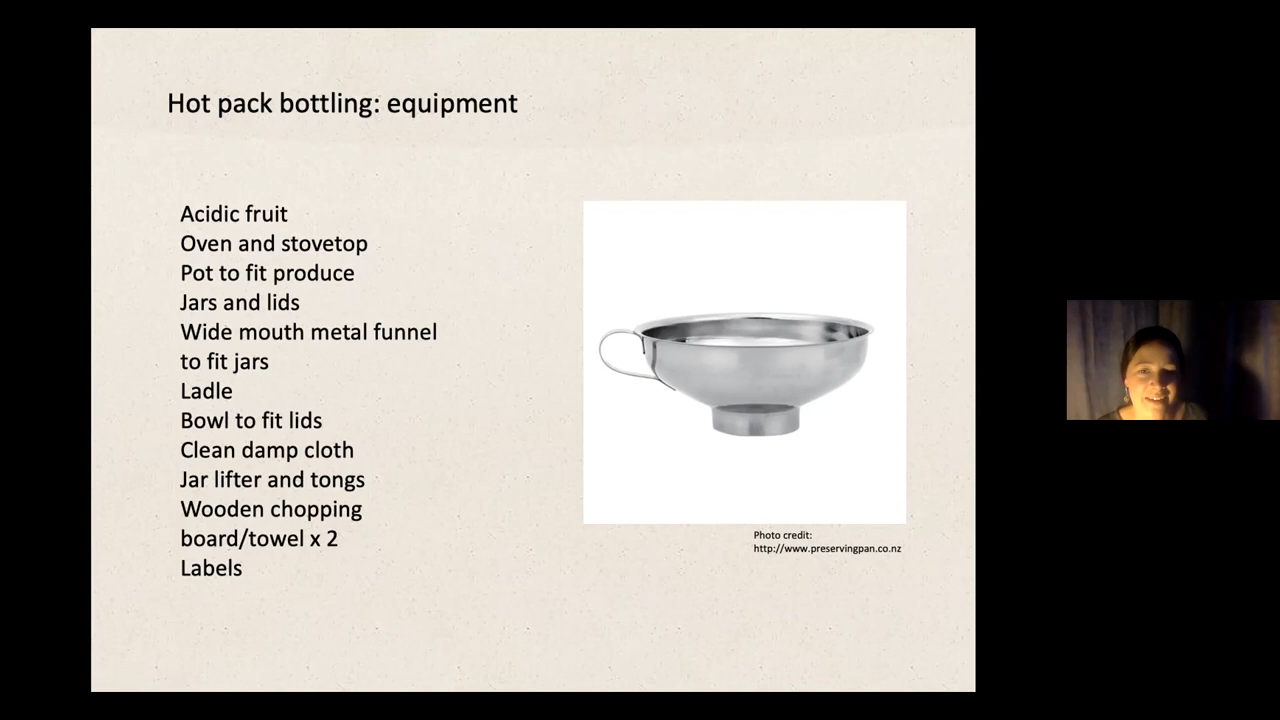 Hot pack bottling: equipment
Acidic fruit
Oven and stovetop
Pot to fit produce
Jars and lids
Wide mouth metal funnel
to fit jars
Ladle
Bowl to fit lids
Clean damp cloth
Jar lifter and tongs
Wooden chopping
board/towel x 2
Labels
Photo credit:
http://www.preservingpan.co.nz